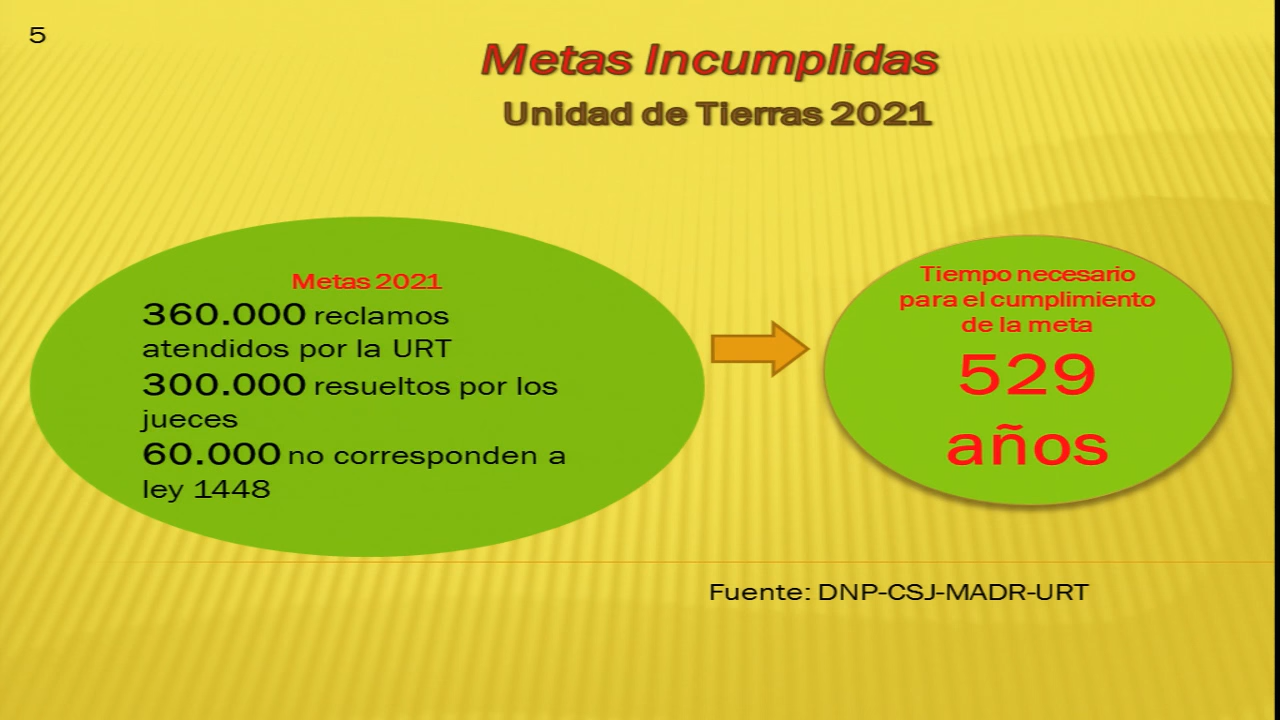 5
Metas Incumplidas
Unidad de Tierras 2021
Metas 2021
360.000 reclamos
atendidos por la URT
300.000 resueltos por los
jueces
60.000 no corresponden a
ley 1448
Tiempo necesario
para el cumplimiento
de la meta
529
años
Fuente: DNP-CSJ-MADR-URT